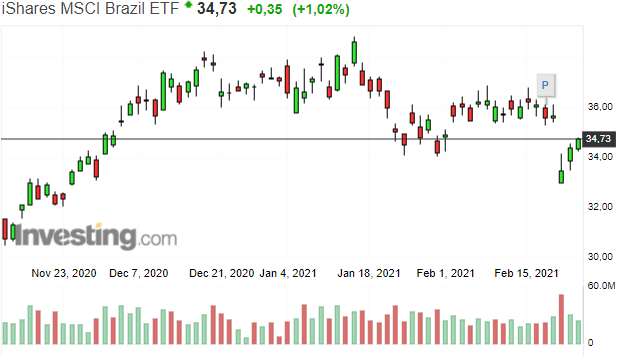 iShares MSCI Brazil ETF 34,73 +0,35 (+1,02%)
P
36,00
34,73
34,00
32,00
Investing.com
30,00
Nov 23, 2020 Dec 7, 2020 Dec 21, 2020 Jan 4, 2021 Jan 18, 2021 Feb 1, 2021 Feb 15, 2021
60.0M
0